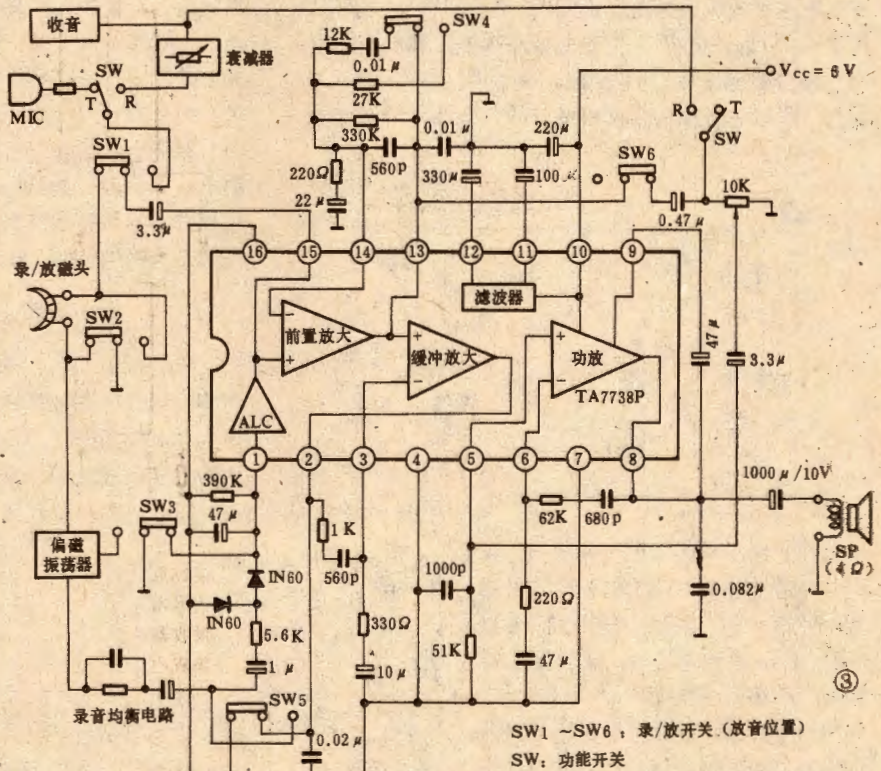 收音
衰减器
MIC
SW
T
R
SW1
3.3μ
12K
0.01μ
SW4
27K
330K
560p
220Ω
22μ
0.01μ
330μ
220μ
100μ
Vcc = 6V
R
T
SW
SW6
0.47μ
10K
录/放磁头
SW2
16
15
14
13
12
11
10
9
前置放大
缓冲放大
滤波器
功放
TA7738P
ALC
47μ
3.3μ
1
2
3
4
5
6
7
8
390K
47μ
SW3
偏磁
振荡器
IN60
IN60
5.6K
1μ
录音均衡电路
SW5
0.02μ
1K
560p
330Ω
10μ
1000p
51K
62K
680p
220Ω
47μ
1000μ/10V
0.082μ
SP
(4Ω)
③
SW1 ~SW6 : 录/放开关 (放音位置)
SW: 功能开关